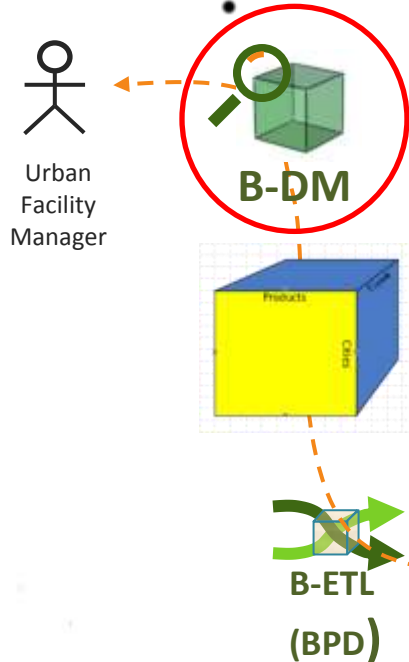 Urban
Facility
Manager
B-DM
Products
Cities
B-ETL
(BPD)